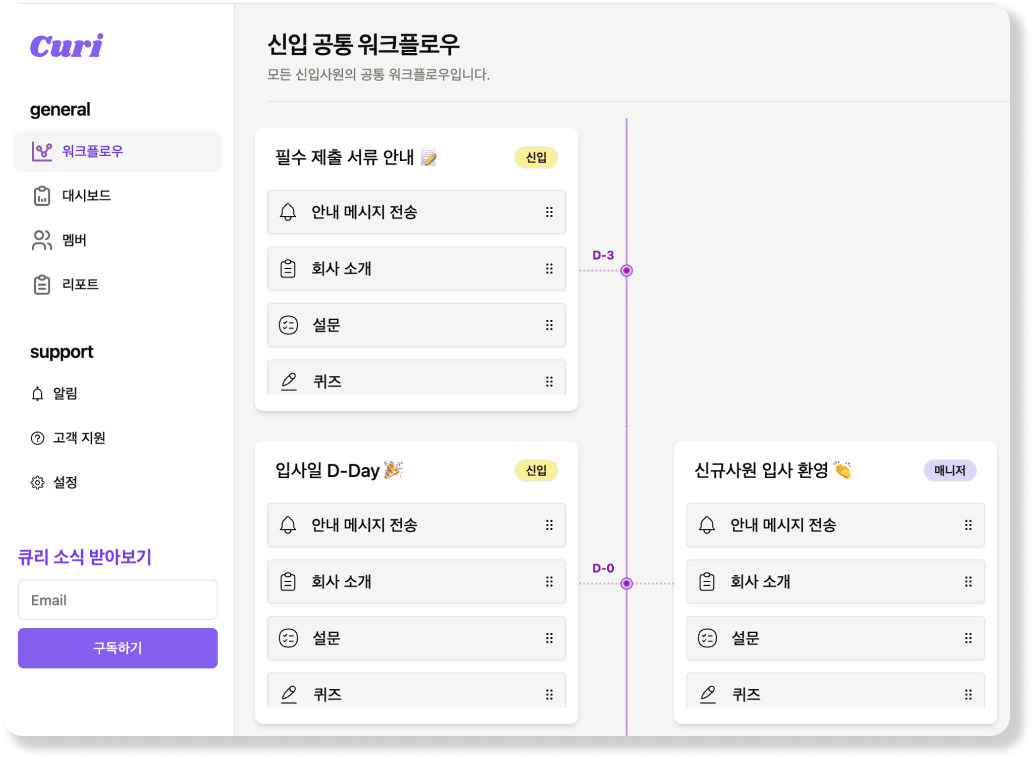 Curi
general
워크플로우
대시보드
멤버
리포트
support
알림
고객 지원
설정
큐리 소식 받아보기
Email
구독하기
신입 공통 워크플로우
모든 신입사원의 공통 워크플로우입니다.
필수 제출 서류 안내 📝 신입
안내 메시지 전송
회사 소개
설문
퀴즈
D-3
입사일 D-Day 🎉 신입
안내 메시지 전송
회사 소개
설문
퀴즈
D-0
신규사원 입사 환영 👏 매니저
안내 메시지 전송
회사 소개
설문
퀴즈